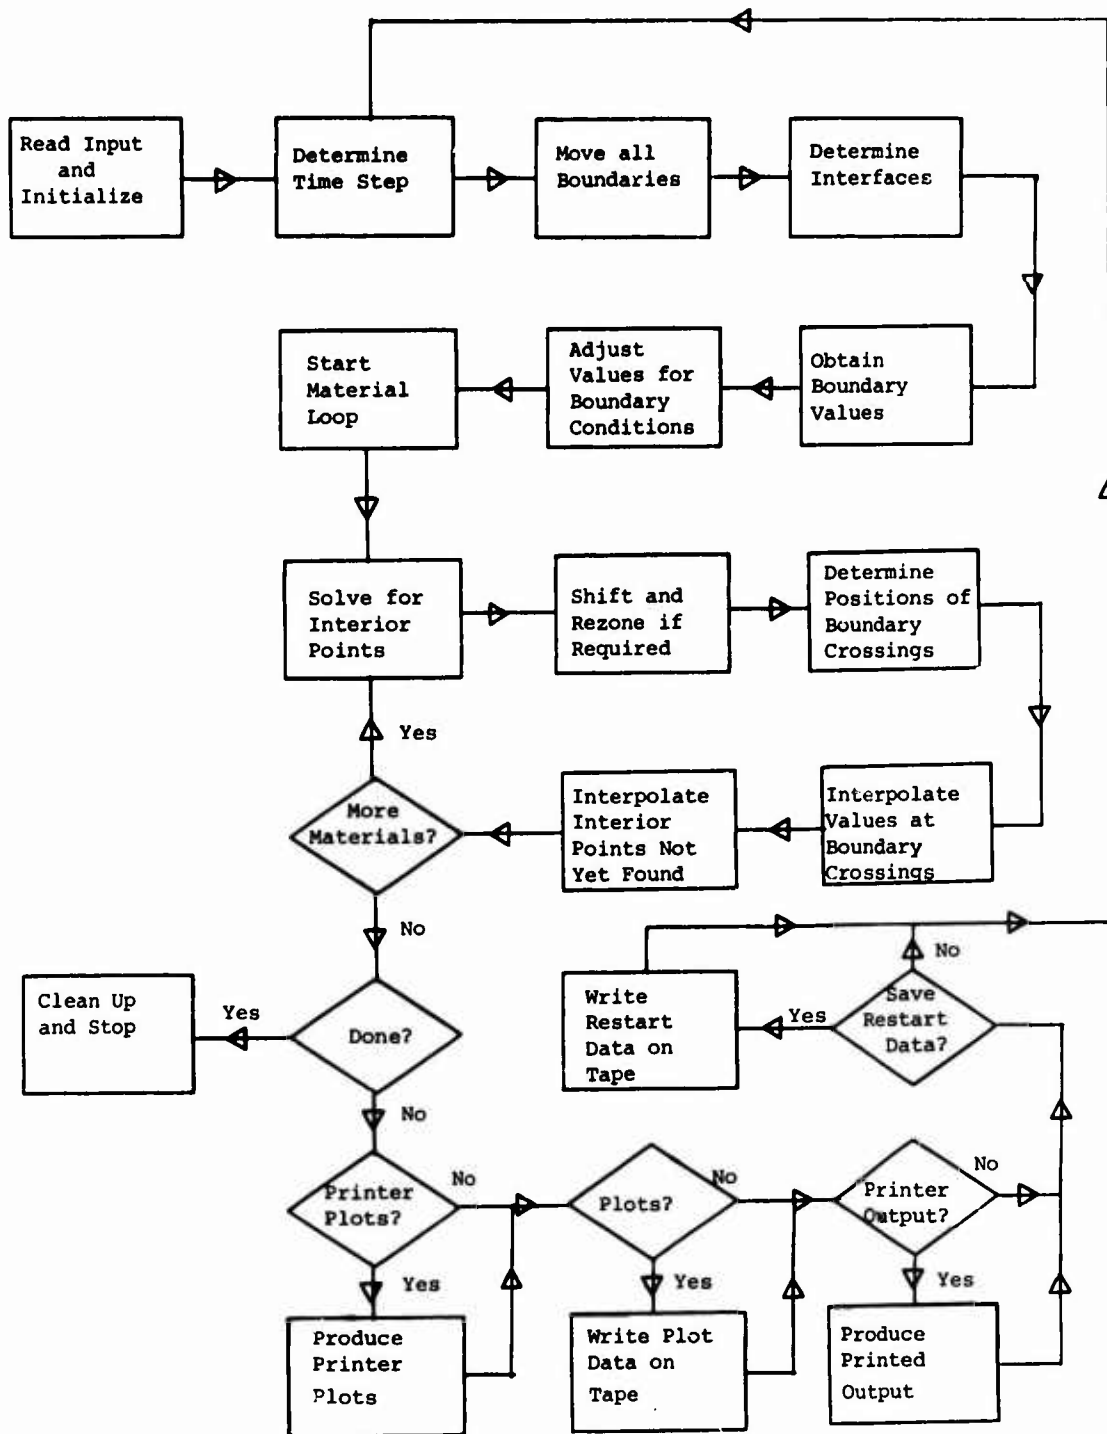 Read Input
and
Initialize
Determine
Time Step
Move all
Boundaries
Determine
Interfaces
Start
Material
Loop
Adjust
Values for
Boundary
Conditions
Obtain
Boundary
Values
Solve for
Interior
Points
Shift and
Rezone if
Required
Determine
Positions of
Boundary
Crossings
Yes
More
Materials?
Interpolate
Interior
Points Not
Yet Found
Interpolate
Values at
Boundary
Crossings
No
Clean Up
and Stop
Yes
Done?
Write
Restart
Data on
Tape
Yes
Save
Restart
Data?
No
No
Printer
Plots?
No
Plots?
No
Printer
Output?
No
Yes
Yes
Yes
Produce
Printer
Plots
Write Plot
Data on
Tape
Produce
Printed
Output